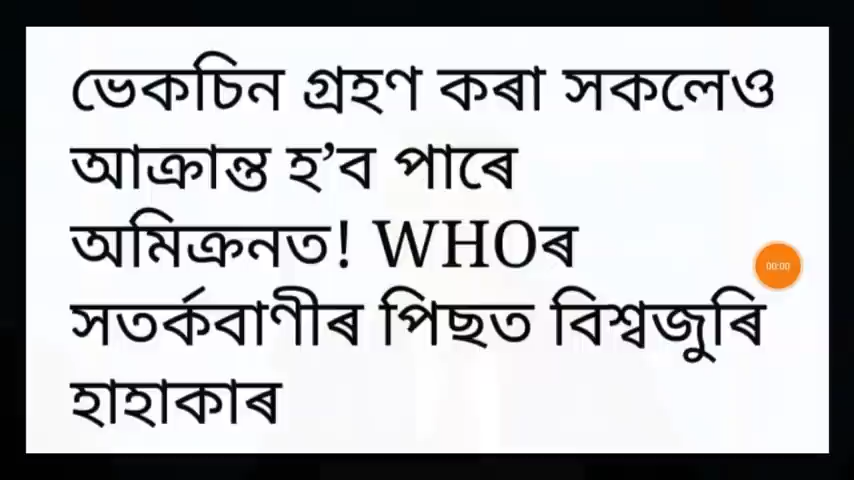 ভেকচিন গ্ৰহণ কৰা সকলেও
আক্ৰান্ত হ’ব পাৰে
অমিক্ৰনত! WHOৰ
সতৰ্কবাণীৰ পিছত বিশ্বজুৰি
হাহাকাৰ
00:00